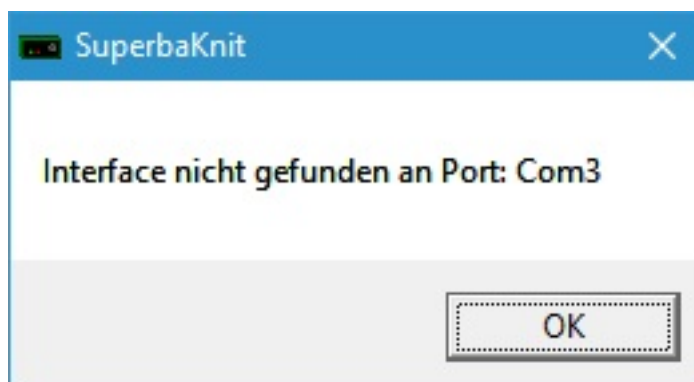 SuperbaKnit
Interface nicht gefunden an Port: Com3
OK